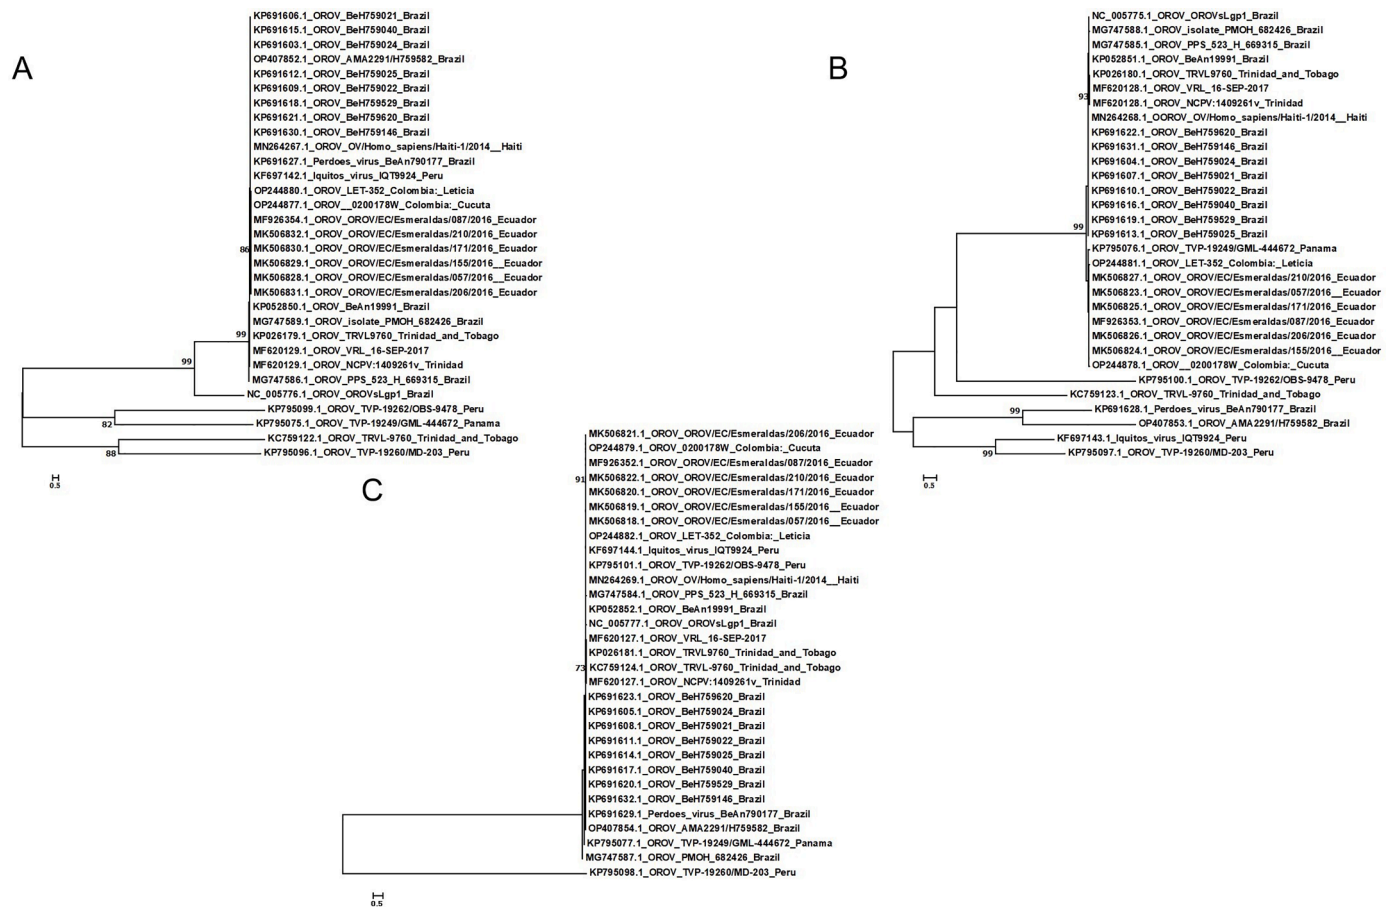 A
KP691606.1_OROV_BeH759021_Brazil
KP691615.1_OROV_BeH759040_Brazil
KP691603.1_OROV_BeH759024_Brazil
OP407852.1_OROV_AMA2291/H759582_Brazil
KP691612.1_OROV_BeH759025_Brazil
KP691609.1_OROV_BeH759022_Brazil
KP691618.1_OROV_BeH759529_Brazil
KP691621.1_OROV_BeH759620_Brazil
KP691630.1_OROV_BeH759146_Brazil
MN264267.1_OROV_OV/Homo_sapiens/Haiti-1/2014__Haiti
KP691627.1_Perdoes_virus_BeAn790177_Brazil
KF697142.1_Iquitos_virus_IQT9924_Peru
OP244880.1_OROV_LET-352_Colombia:_Leticia
OP244877.1_OROV__0200178W_Colombia:_Cucuta
MF926354.1_OROV_OROV/EC/Esmeraldas/087/2016_Ecuador
MK506832.1_OROV_OROV/EC/Esmeraldas/210/2016_Ecuador
86
MK506830.1_OROV_OROV/EC/Esmeraldas/171/2016_Ecuador
MK506829.1_OROV_OROV/EC/Esmeraldas/155/2016__Ecuador
MK506828.1_OROV_OROV/EC/Esmeraldas/057/2016__Ecuador
MK506831.1_OROV_OROV/EC/Esmeraldas/206/2016_Ecuador
KP052850.1_OROV_BeAn19991_Brazil
MG747589.1_OROV_isolate_PMOH_682426_Brazil
99
KP026179.1_OROV_TRVL9760_Trinidad_and_Tobago
MF620129.1_OROV_VRL_16-SEP-2017
99
MF620129.1_OROV_NCPV:1409261v_Trinidad
MG747586.1_OROV_PPS_523_H_669315_Brazil
NC_005776.1_OROV_OROVsLgp1_Brazil
KP795099.1_OROV_TVP-19262/OBS-9478_Peru
82
KP795075.1_OROV_TVP-19249/GML-444672_Panama
KC759122.1_OROV_TRVL-9760_Trinidad_and_Tobago
88
KP795096.1_OROV_TVP-19260/MD-203_Peru
0.5
B
NC_005775.1_OROV_OROVsLgp1_Brazil
MG747588.1_OROV_isolate_PMOH_682426_Brazil
MG747585.1_OROV_PPS_523_H_669315_Brazil
KP052851.1_OROV_BeAn19991_Brazil
KP026180.1_OROV_TRVL9760_Trinidad_and_Tobago
MF620128.1_OROV_VRL_16-SEP-2017
93
MF620128.1_OROV_NCPV:1409261v_Trinidad
MN264268.1_OOROV_OV/Homo_sapiens/Haiti-1/2014__Haiti
KP691622.1_OROV_BeH759620_Brazil
KP691631.1_OROV_BeH759146_Brazil
KP691604.1_OROV_BeH759024_Brazil
KP691607.1_OROV_BeH759021_Brazil
KP691610.1_OROV_BeH759022_Brazil
KP691616.1_OROV_BeH759040_Brazil
KP691619.1_OROV_BeH759529_Brazil
99
KP691613.1_OROV_BeH759025_Brazil
KP795076.1_OROV_TVP-19249/GML-444672_Panama
OP244881.1_OROV_LET-352_Colombia:_Leticia
MK506827.1_OROV_OROV/EC/Esmeraldas/210/2016_Ecuador
MK506823.1_OROV_OROV/EC/Esmeraldas/057/2016__Ecuador
MK506825.1_OROV_OROV/EC/Esmeraldas/171/2016_Ecuador
MF926353.1_OROV_OROV/EC/Esmeraldas/087/2016_Ecuador
MK506826.1_OROV_OROV/EC/Esmeraldas/206/2016_Ecuador
MK506824.1_OROV_OROV/EC/Esmeraldas/155/2016__Ecuador
OP244878.1_OROV__0200178W_Colombia:_Cucuta
KP795100.1_OROV_TVP-19262/OBS-9478_Peru
KC759123.1_OROV_TRVL-9760_Trinidad_and_Tobago
99
KP691628.1_Perdoes_virus_BeAn790177_Brazil
OP407853.1_OROV_AMA2291/H759582_Brazil
KF697143.1_Iquitos_virus_IQT9924_Peru
99
KP795097.1_OROV_TVP-19260/MD-203_Peru
0.5
C
MK506821.1_OROV_OROV/EC/Esmeraldas/206/2016_Ecuador
OP244879.1_OROV_0200178W_Colombia:_Cucuta
MF926352.1_OROV_OROV/EC/Esmeraldas/087/2016_Ecuador
91
MK506822.1_OROV_OROV/EC/Esmeraldas/210/2016_Ecuador
MK506820.1_OROV_OROV/EC/Esmeraldas/171/2016_Ecuador
MK506819.1_OROV_OROV/EC/Esmeraldas/155/2016__Ecuador
MK506818.1_OROV_OROV/EC/Esmeraldas/057/2016__Ecuador
OP244882.1_OROV_LET-352_Colombia:_Leticia
KF697144.1_Iquitos_virus_IQT9924_Peru
KP795101.1_OROV_TVP-19262/OBS-9478_Peru
MN264269.1_OROV_OV/Homo_sapiens/Haiti-1/2014__Haiti
MG747584.1_OROV_PPS_523_H_669315_Brazil
KP052852.1_OROV_BeAn19991_Brazil
NC_005777.1_OROV_OROVsLgp1_Brazil
MF620127.1_OROV_VRL_16-SEP-2017
KP026181.1_OROV_TRVL9760_Trinidad_and_Tobago
73
KC759124.1_OROV_TRVL-9760_Trinidad_and_Tobago
MF620127.1_OROV_NCPV:1409261v_Trinidad
KP691623.1_OROV_BeH759620_Brazil
KP691605.1_OROV_BeH759024_Brazil
KP691608.1_OROV_BeH759021_Brazil
KP691611.1_OROV_BeH759022_Brazil
KP691614.1_OROV_BeH759025_Brazil
KP691617.1_OROV_BeH759040_Brazil
KP691620.1_OROV_BeH759529_Brazil
KP691632.1_OROV_BeH759146_Brazil
KP691629.1_Perdoes_virus_BeAn790177_Brazil
OP407854.1_OROV_AMA2291/H759582_Brazil
KP795077.1_OROV_TVP-19249/GML-444672_Panama
MG747587.1_OROV_PMOH_682426_Brazil
KP795098.1_OROV_TVP-19260/MD-203_Peru
0.5